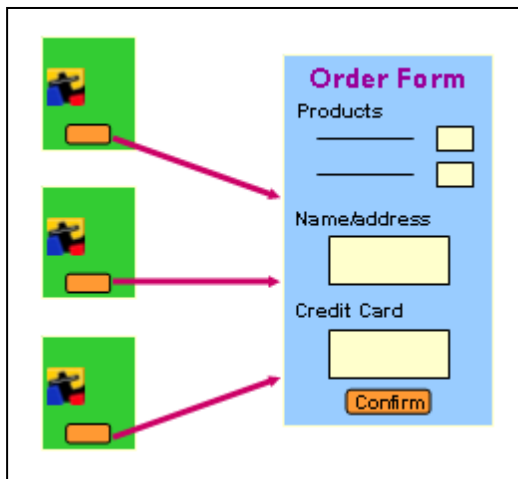 Order Form
Products
Name/address
Credit Card
Confirm